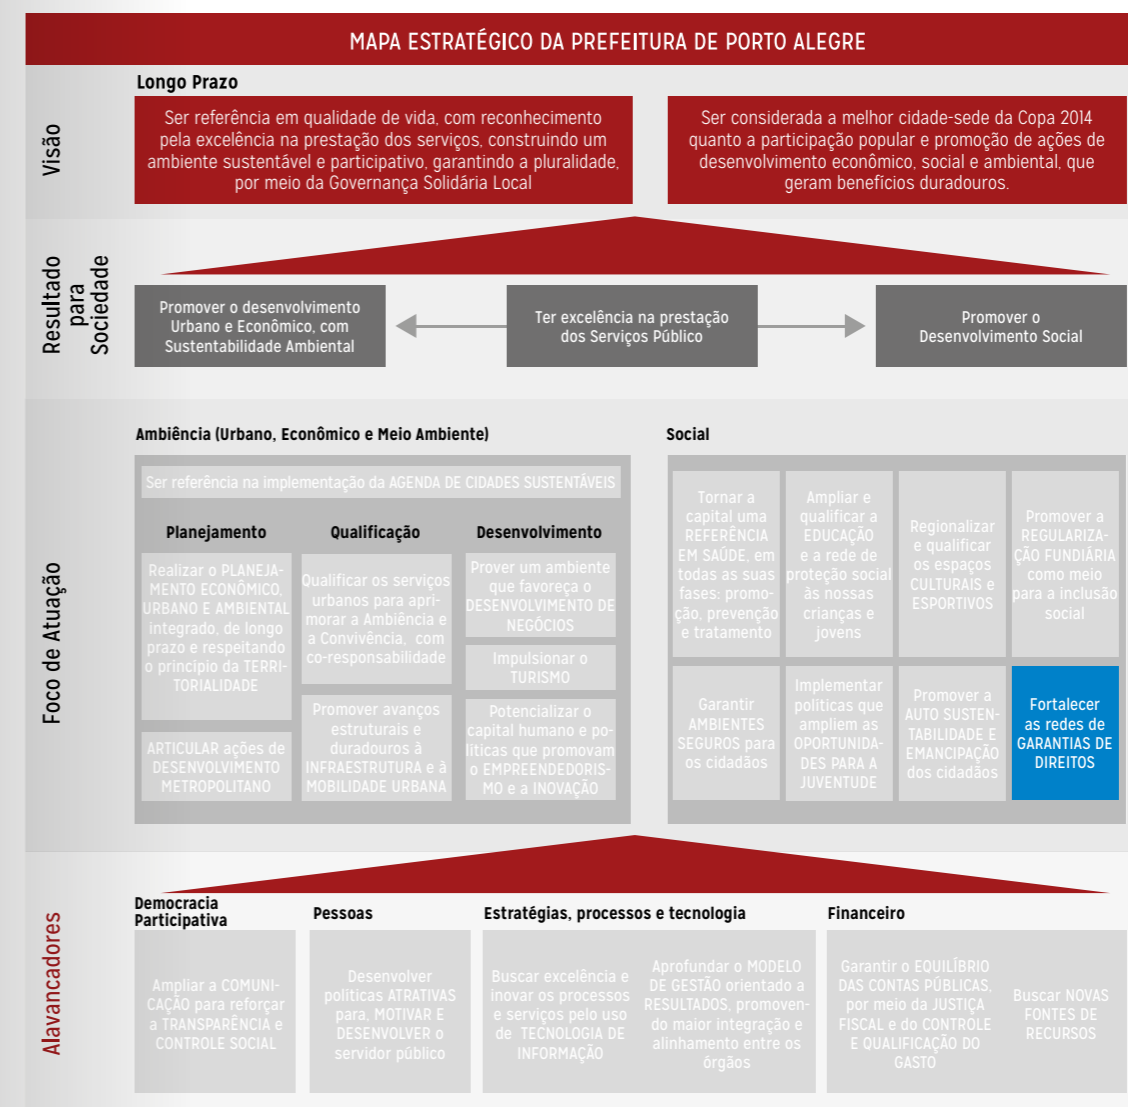 MAPA ESTRATÉGICO DA PREFEITURA DE PORTO ALEGRE
Visão
Longo Prazo
Ser referência em qualidade de vida, com reconhecimento
pela excelência na prestação dos serviços, construindo um
ambiente sustentável e participativo, garantindo a pluralidade,
por meio da Governança Solidária Local
Ser considerada a melhor cidade-sede da Copa 2014
quanto a participação popular e promoção de ações de
desenvolvimento econômico, social e ambiental, que
geram benefícios duradouros.
Resultado
para
Sociedade
Promover o desenvolvimento
Urbano e Econômico, com
Sustentabilidade Ambiental
Ter excelência na prestação
dos Serviços Público
Promover o
Desenvolvimento Social
Foco de Atuação
Ambiência (Urbano, Econômico e Meio Ambiente)
Ser referência na implementação da AGENDA DE CIDADES SUSTENTÁVEIS
Planejamento
Realizar o PLANEJA-
MENTO ECONÔMICO,
URBANO E AMBIENTAL
integrado, de longo
prazo e respeitando
o princípio da TERRI-
TORIALIDADE
ARTICULAR ações de
DESENVOLVIMENTO
METROPOLITANO
Qualificação
Qualificar os serviços
urbanos para apri-
morar a Ambiência e
a Convivência, com
co-responsabilidade
Promover avanços
estruturais e
duradouros à
INFRAESTRUTURA e à
MOBILIDADE URBANA
Desenvolvimento
Prover um ambiente
que favoreça o
DESENVOLVIMENTO DE
NEGÓCIOS
Impulsionar o
TURISMO
Potencializar o
capital humano e po-
líticas que promovam
o EMPREENDEDORIS-
MO e a INOVAÇÃO
Social
Tornar a
capital uma
REFERÊNCIA
EM SAÚDE, em
todas as suas
fases: promo-
ção, prevenção
e tratamento
Ampliar e
qualificar a
EDUCAÇÃO
e a rede de
proteção social
às nossas
crianças e
jovens
Regionalizar
e qualificar
os espaços
CULTURAIS e
ESPORTIVOS
Promover a
REGULARIZA-
ÇÃO FUNDIÁRIA
como meio
para a inclusão
social
Garantir
AMBIENTES
SEGUROS para
os cidadãos
Implementar
políticas que
ampliem as
OPORTUNIDA-
DES PARA A
JUVENTUDE
Promover a
AUTO SUSTEN-
TABILIDADE E
EMANCIPAÇÃO
dos cidadãos
Fortalecer
as redes de
GARANTIAS DE
DIREITOS
Alavancadores
Democracia
Participativa
Ampliar a COMUNI-
CAÇÃO para reforçar
a TRANSPARÊNCIA e
CONTROLE SOCIAL
Pessoas
Desenvolver
políticas ATRATIVAS
para, MOTIVAR E
DESENVOLVER o
servidor público
Estratégias, processos e tecnologia
Buscar excelência e
inovar os processos
e serviços pelo uso
de TECNOLOGIA DE
INFORMAÇÃO
Aprofundar o MODELO
DE GESTÃO orientado a
RESULTADOS, promoven-
do maior integração e
alinhamento entre os
órgãos
Financeiro
Garantir o EQUILÍBRIO
DAS CONTAS PÚBLICAS,
por meio da JUSTIÇA
FISCAL e do CONTROLE
E QUALIFICAÇÃO DO
GASTO
Buscar NOVAS
FONTES DE
RECURSOS